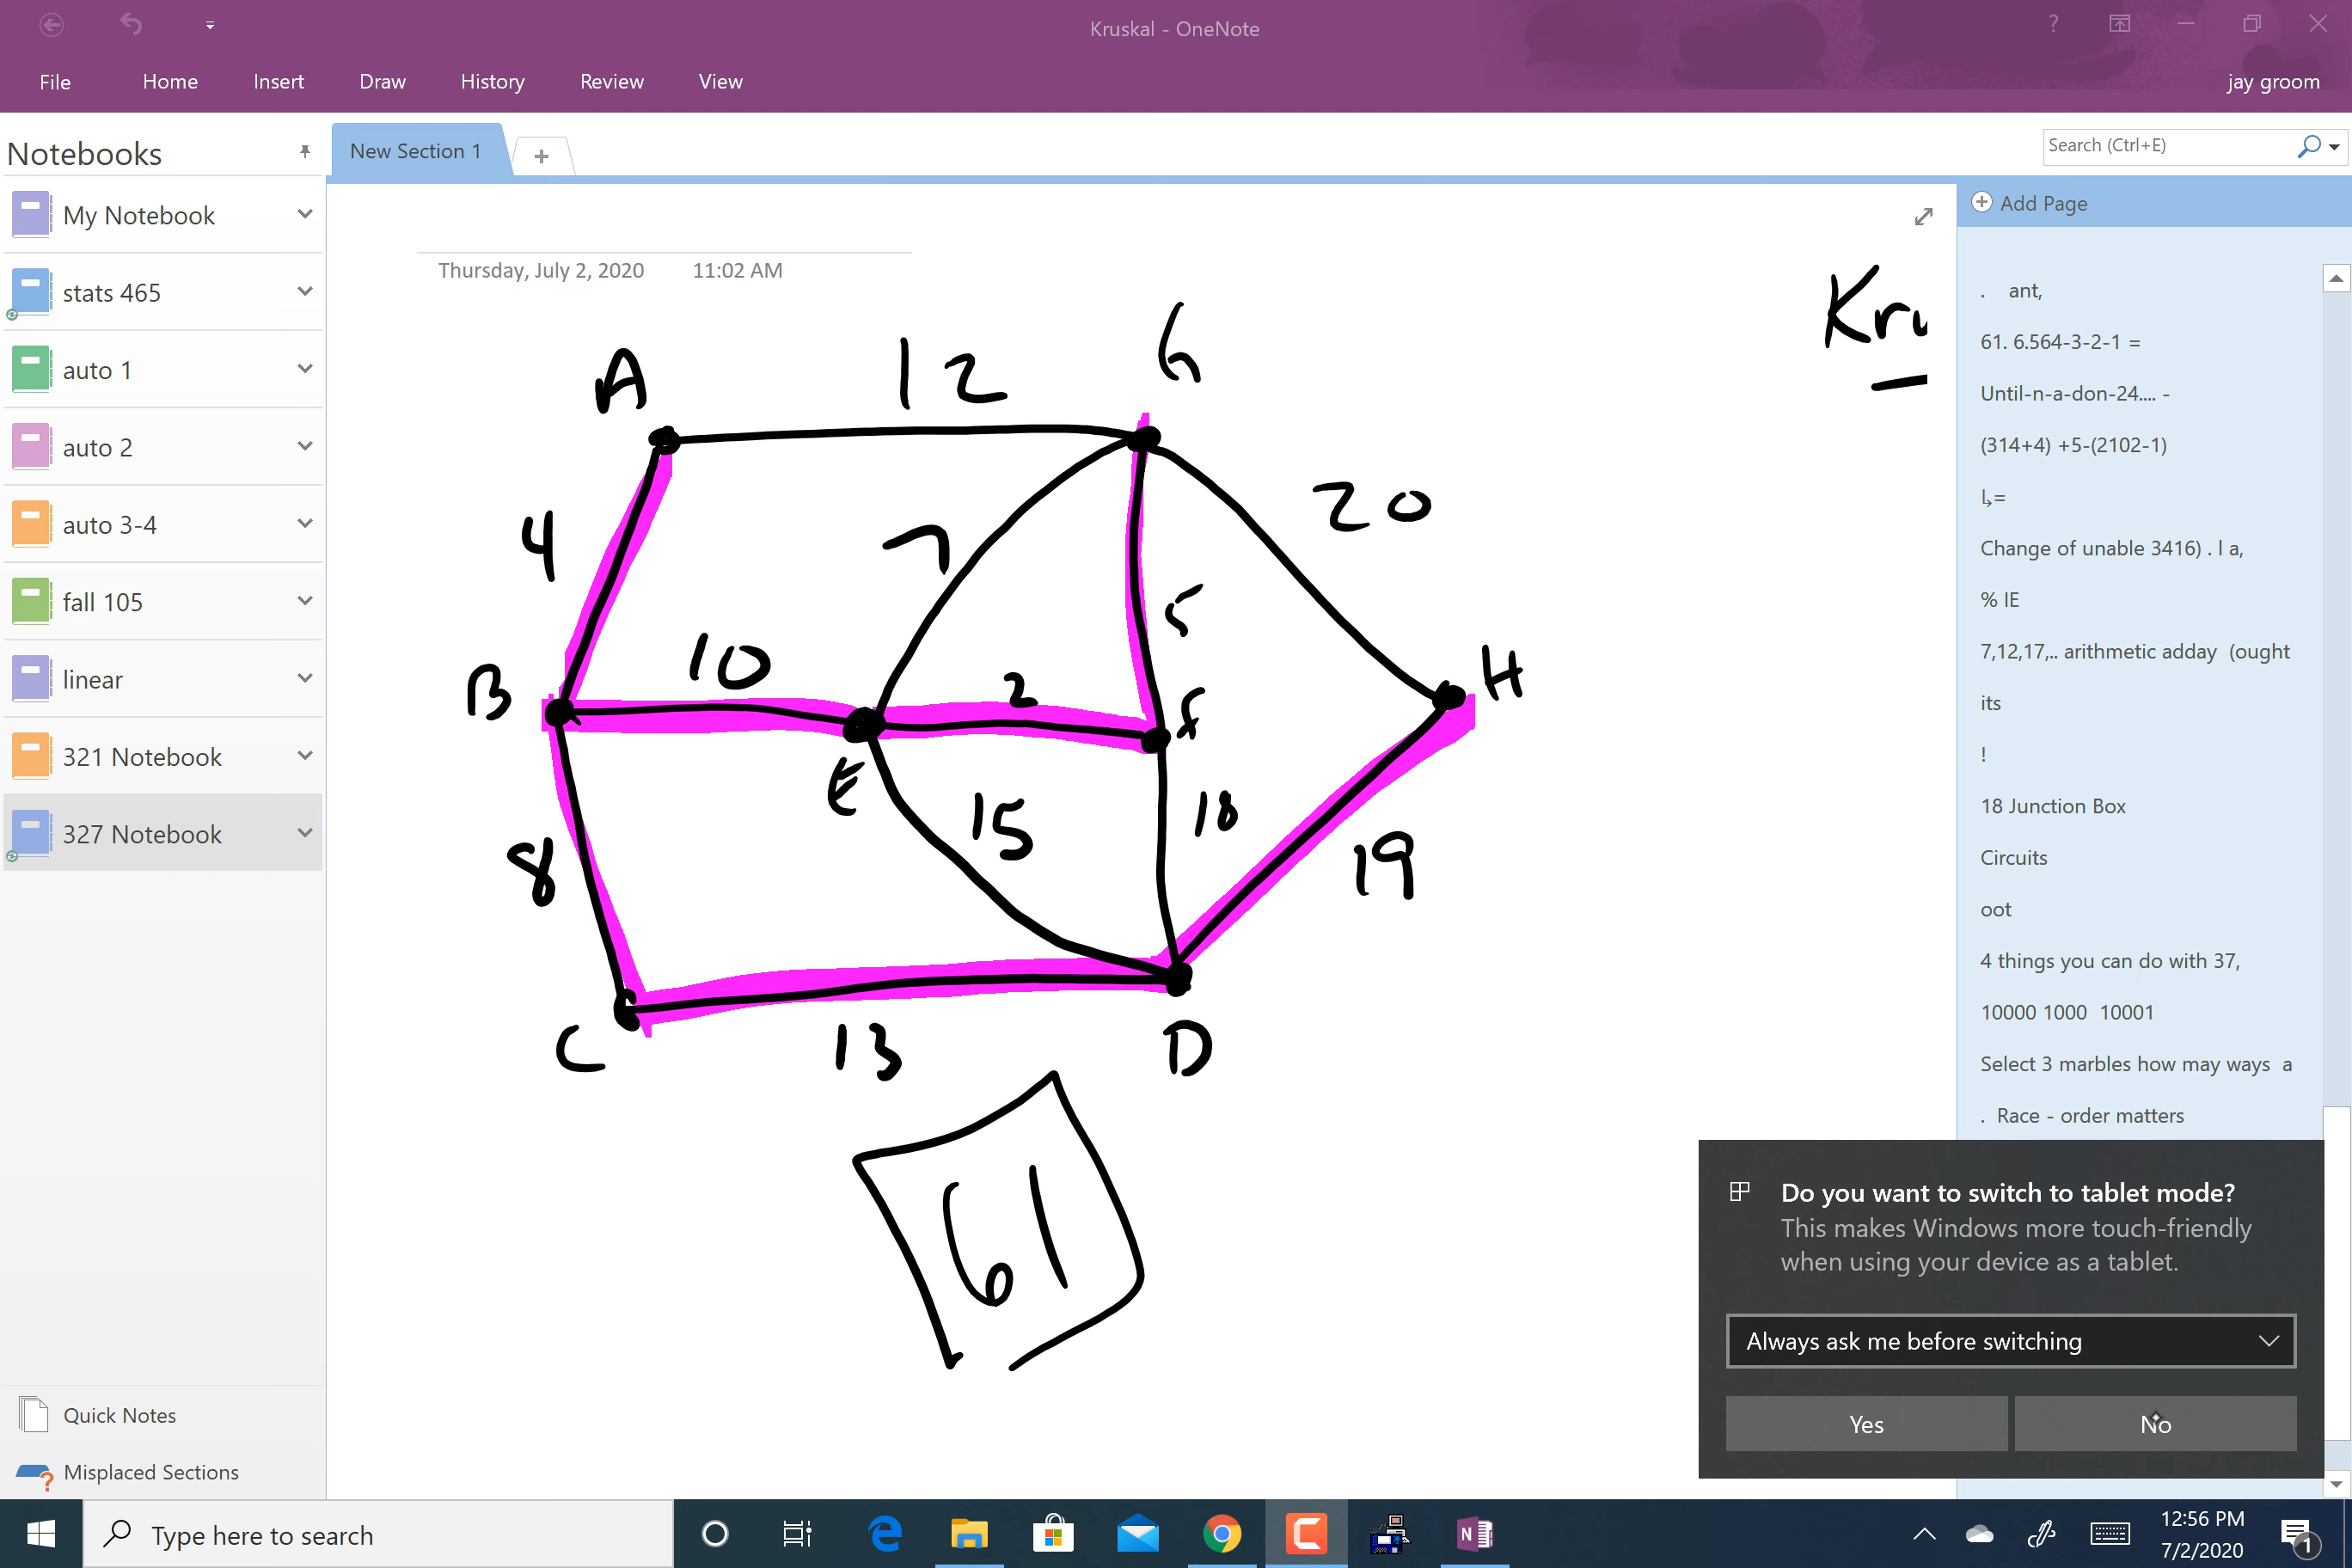 Kruskal - OneNote
?
File Home Insert Draw History Review View
jay groom
Notebooks
New Section 1
+
Search (Ctrl+E)
My Notebook
stats 465
auto 1
auto 2
auto 3-4
fall 105
linear
321 Notebook
327 Notebook
Quick Notes
Misplaced Sections
Thursday, July 2, 2020 11:02 AM
Kru
A
12
G
20
4
7
5
H
B
10
2
f
E
15
18
8
19
C
13
D
61
Add Page
. ant,
61. 6.564-3-2-1 =
Until-n-a-don-24.... -
(314+4) +5-(2102-1)
↳=
Change of unable 3416) . l a,
% IE
7,12,17,.. arithmetic adday (ought
its
!
18 Junction Box
Circuits
oot
4 things you can do with 37,
10000 1000 10001
Select 3 marbles how may ways a
. Race - order matters
Do you want to switch to tablet mode?
This makes Windows more touch-friendly
when using your device as a tablet.
Always ask me before switching
Yes
No
Type here to search
12:56 PM
7/2/2020
1